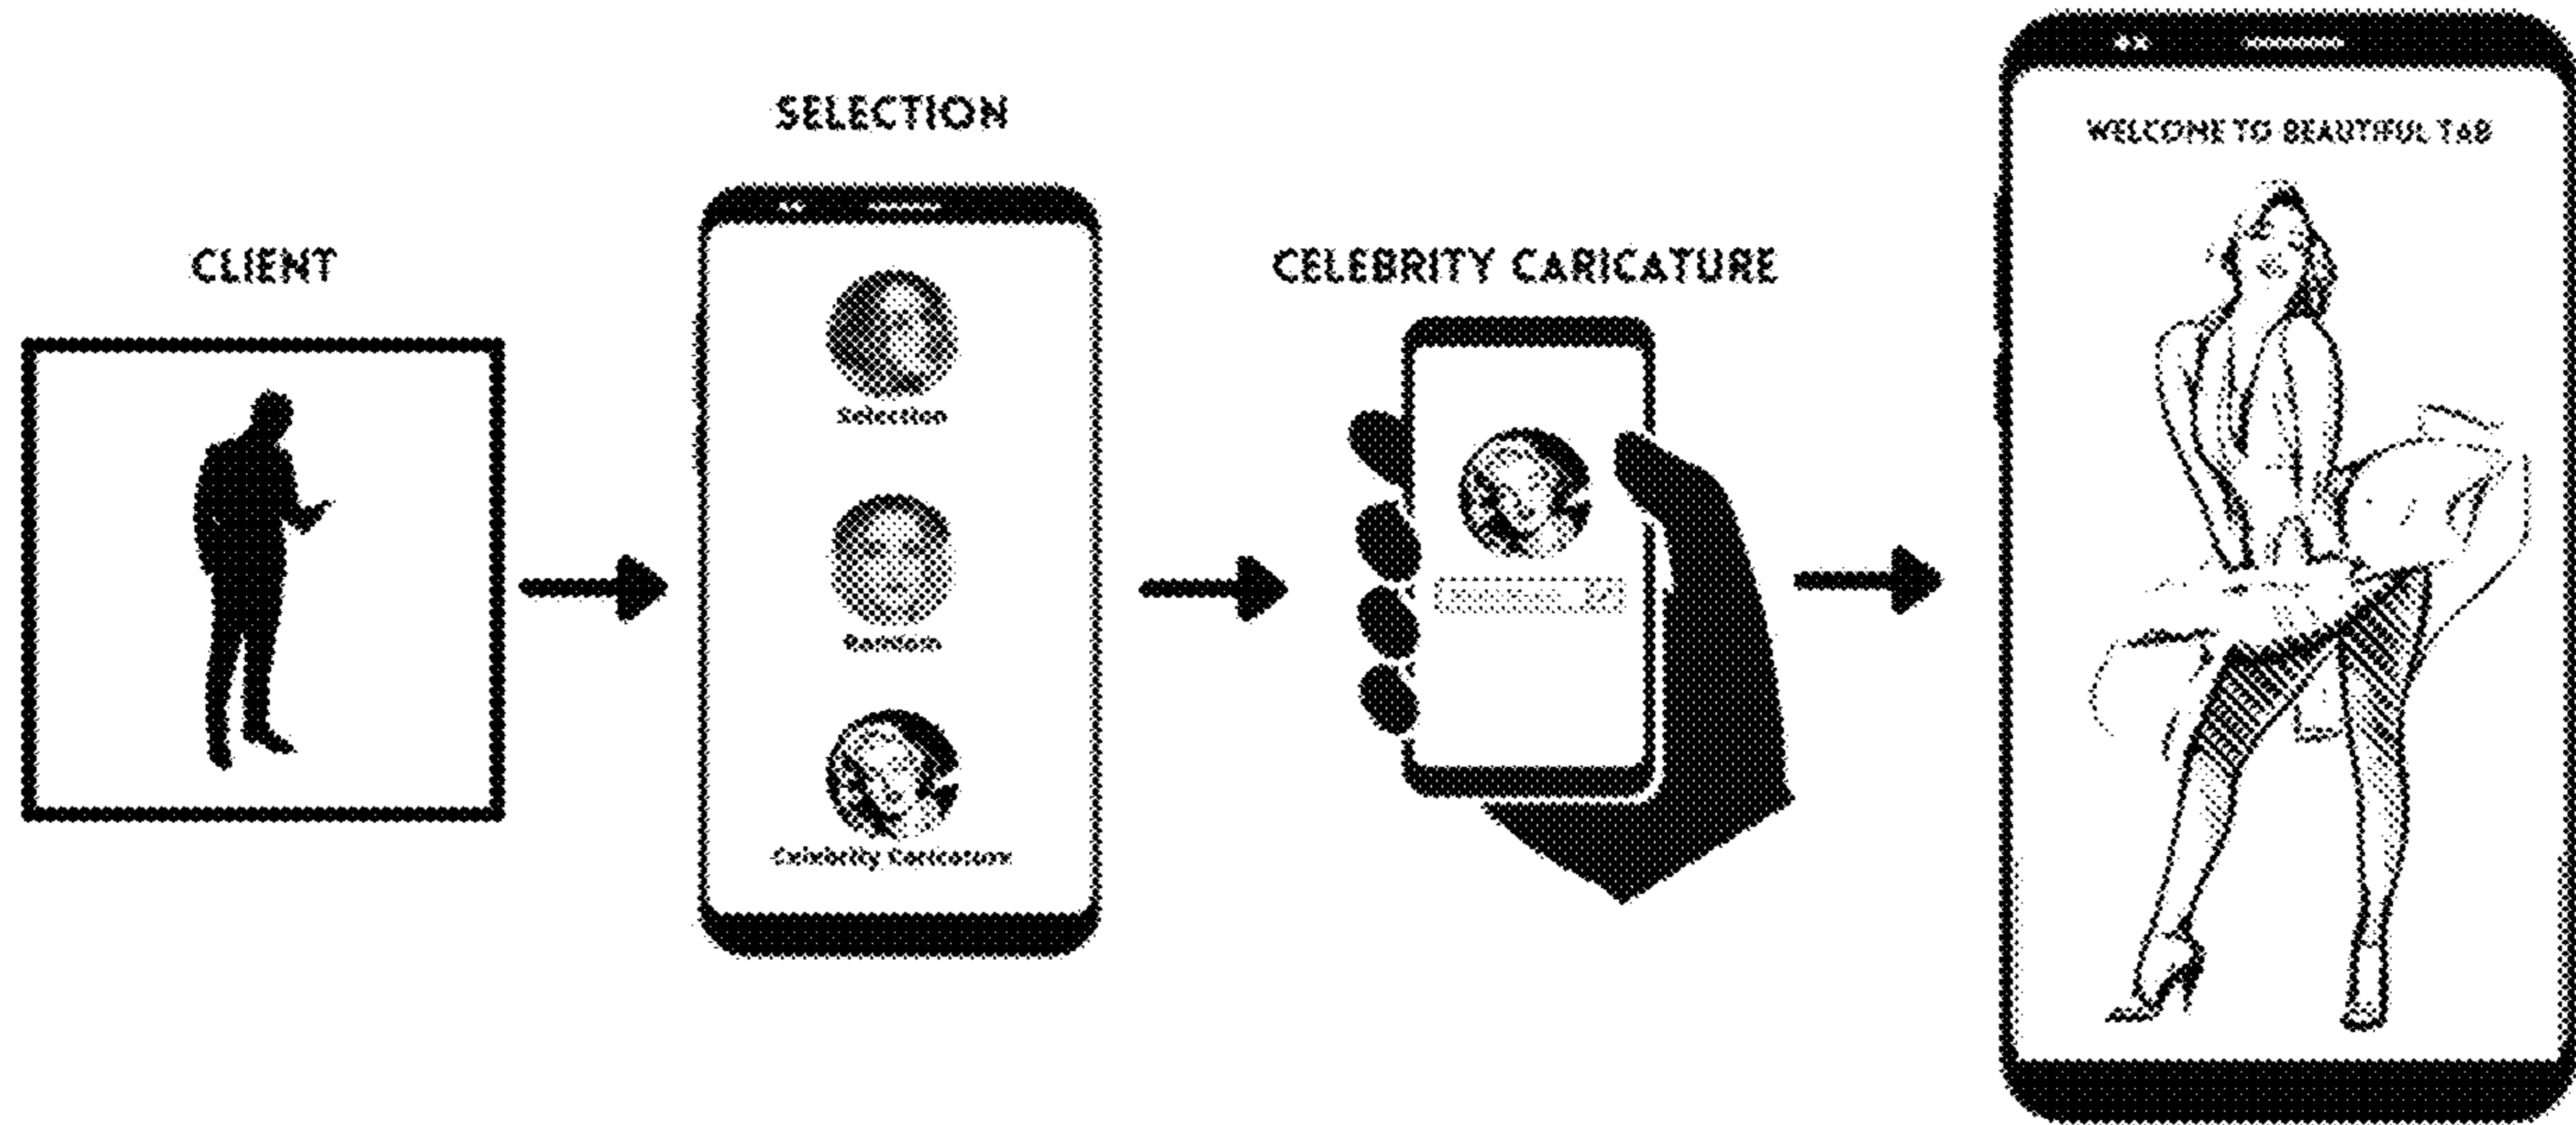 CLIENT
SELECTION
Selection
Random
Celebrity Caricature
CELEBRITY CARICATURE
WELCOME TO BEAUTIFUL TAB